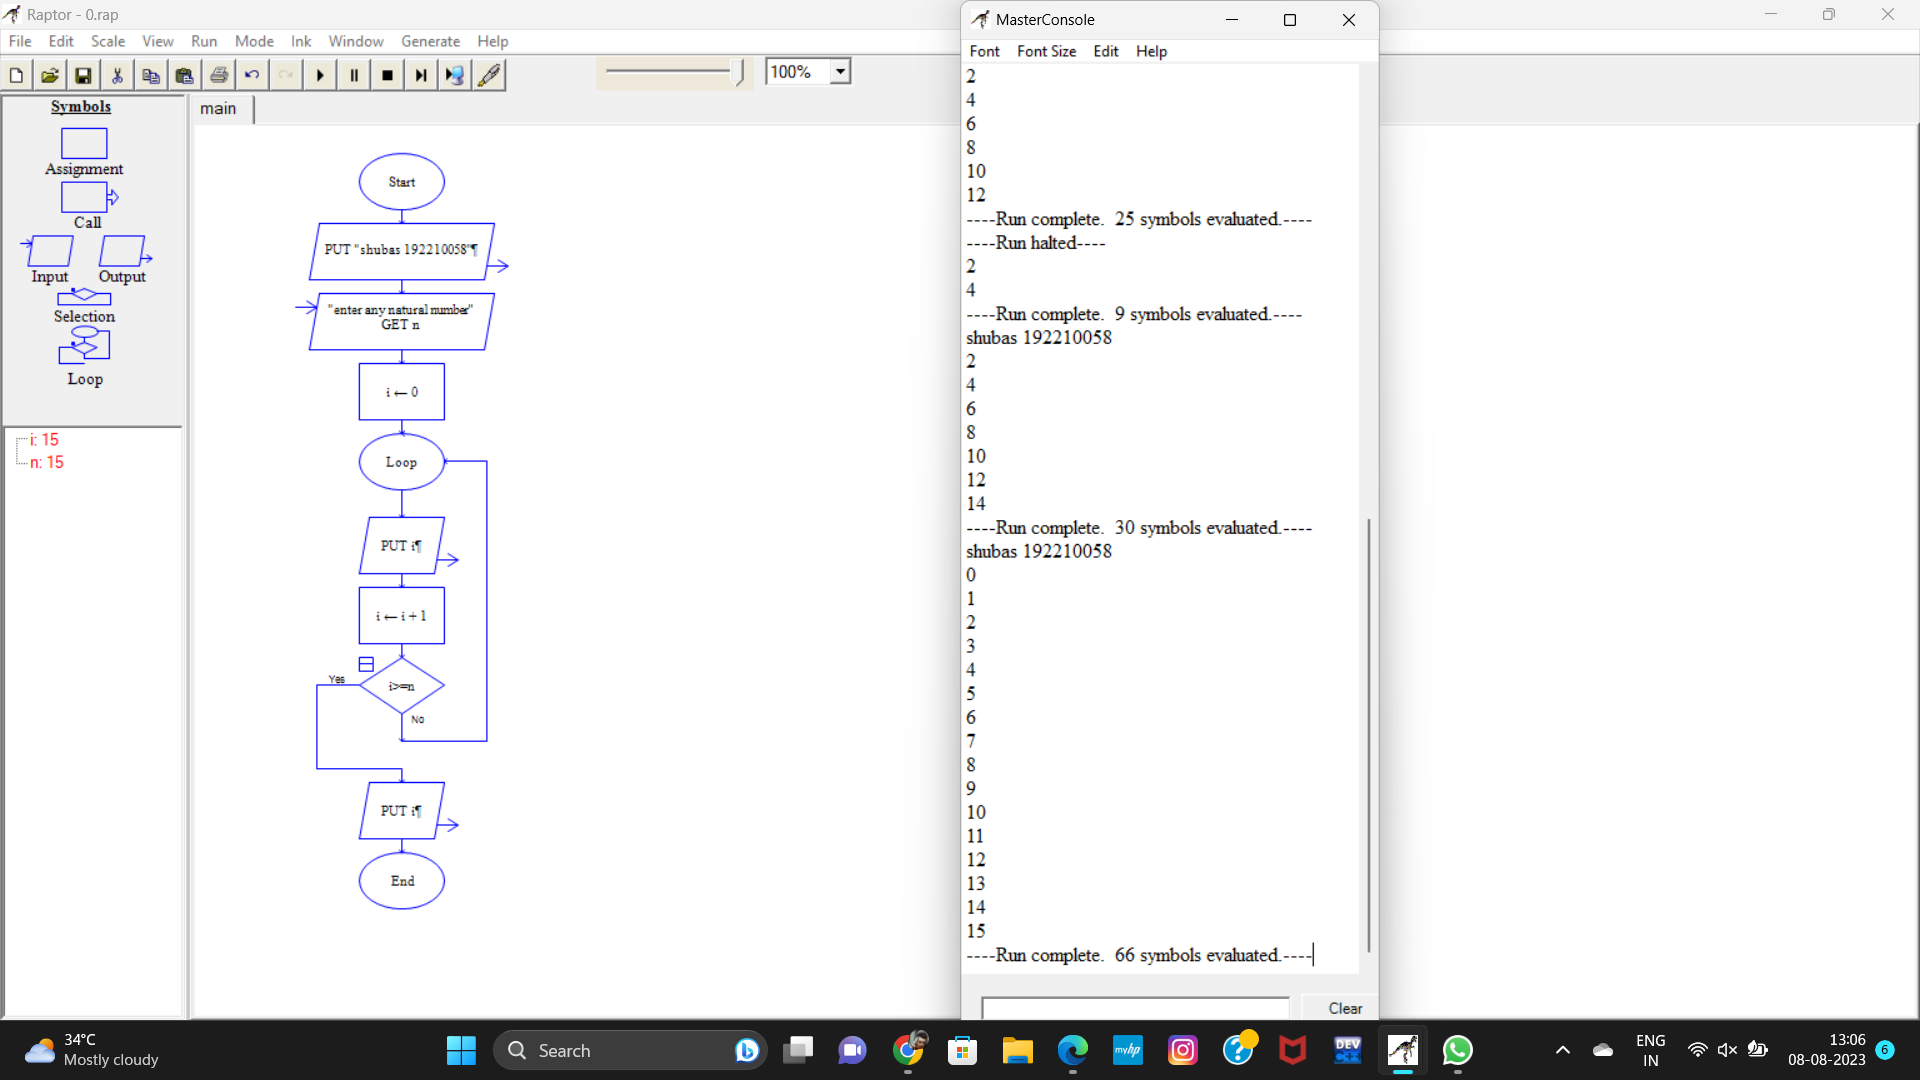 Raptor - 0.rap
File Edit Scale View Run Mode Ink Window Generate Help
100%
Symbols
Assignment
Call
Input Output
Selection
Loop
i: 15
n: 15
main
Start
PUT "shubas 192210058"¶
"enter any natural number"
GET n
i ← 0
Loop
PUT i¶
i ← i + 1
Yes
i>=n
No
PUT i¶
End
MasterConsole
Font Font Size Edit Help
2
4
6
8
10
12
----Run complete. 25 symbols evaluated.----
----Run halted----
2
4
----Run complete. 9 symbols evaluated.----
shubas 192210058
2
4
6
8
10
12
14
----Run complete. 30 symbols evaluated.----
shubas 192210058
0
1
2
3
4
5
6
7
8
9
10
11
12
13
14
15
----Run complete. 66 symbols evaluated.----
Clear
34°C
Mostly cloudy
Search
myhp
DEV
C++
ENG
IN
13:06
08-08-2023
6